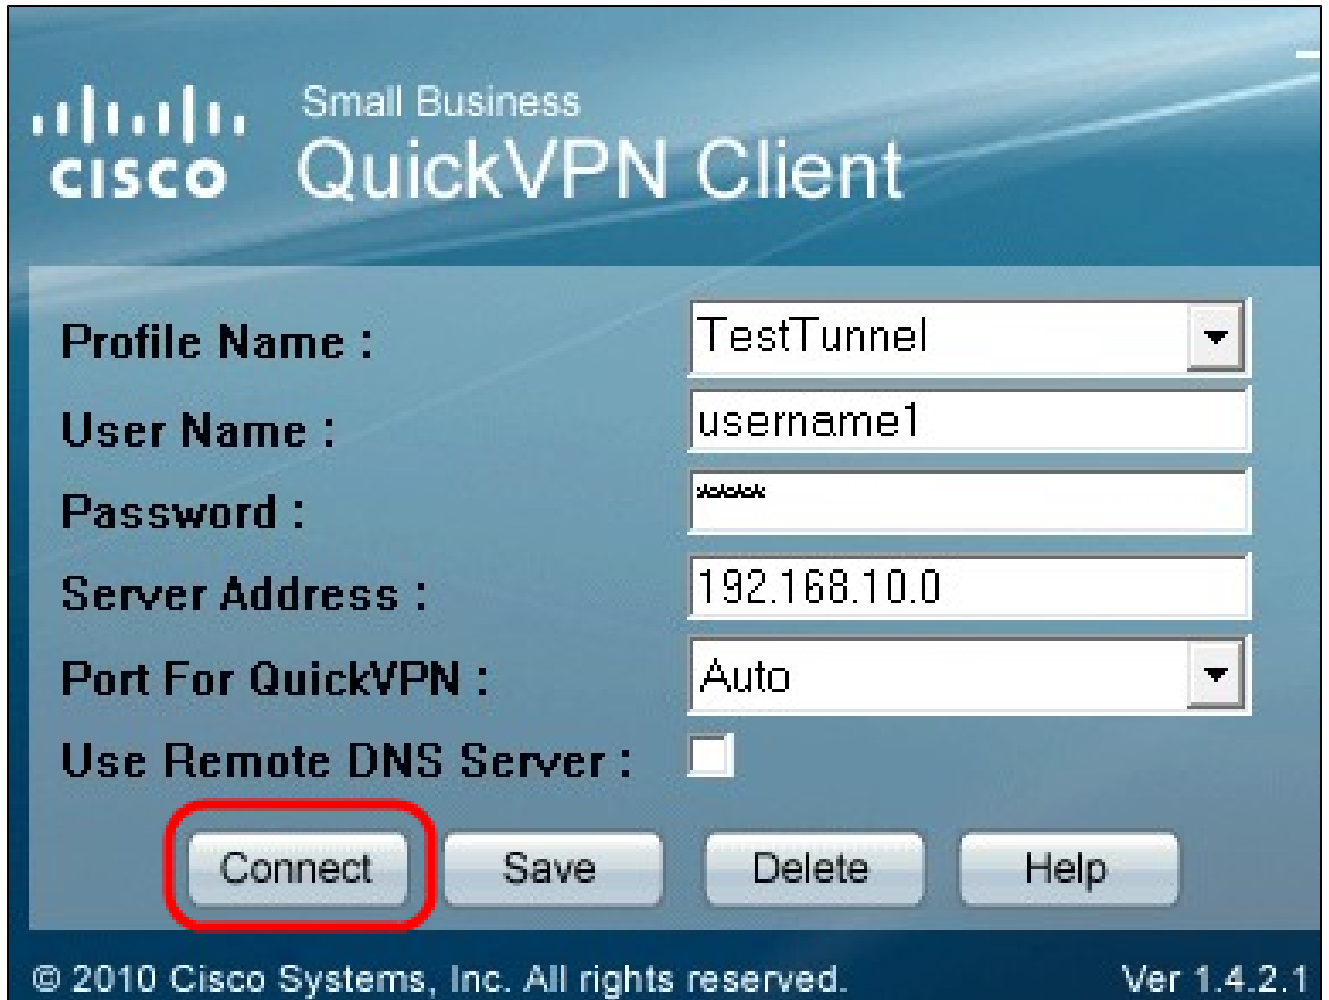 Small Business
CISCO QuickVPN Client
Profile Name : TestTunnel
User Name : username1
Password : ******
Server Address : 192.168.10.0
Port For QuickVPN : Auto
Use Remote DNS Server :
Connect Save Delete Help
© 2010 Cisco Systems, Inc. All rights reserved. Ver 1.4.2.1